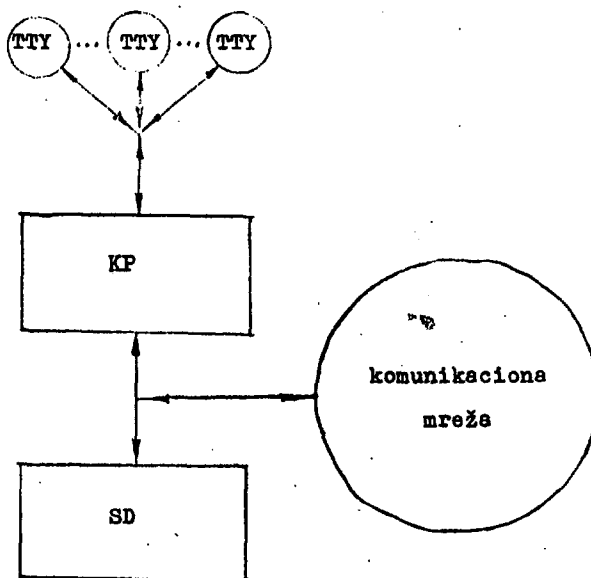 TTY ... TTY ... TTY
KP
komunikaciona
mreža
SD